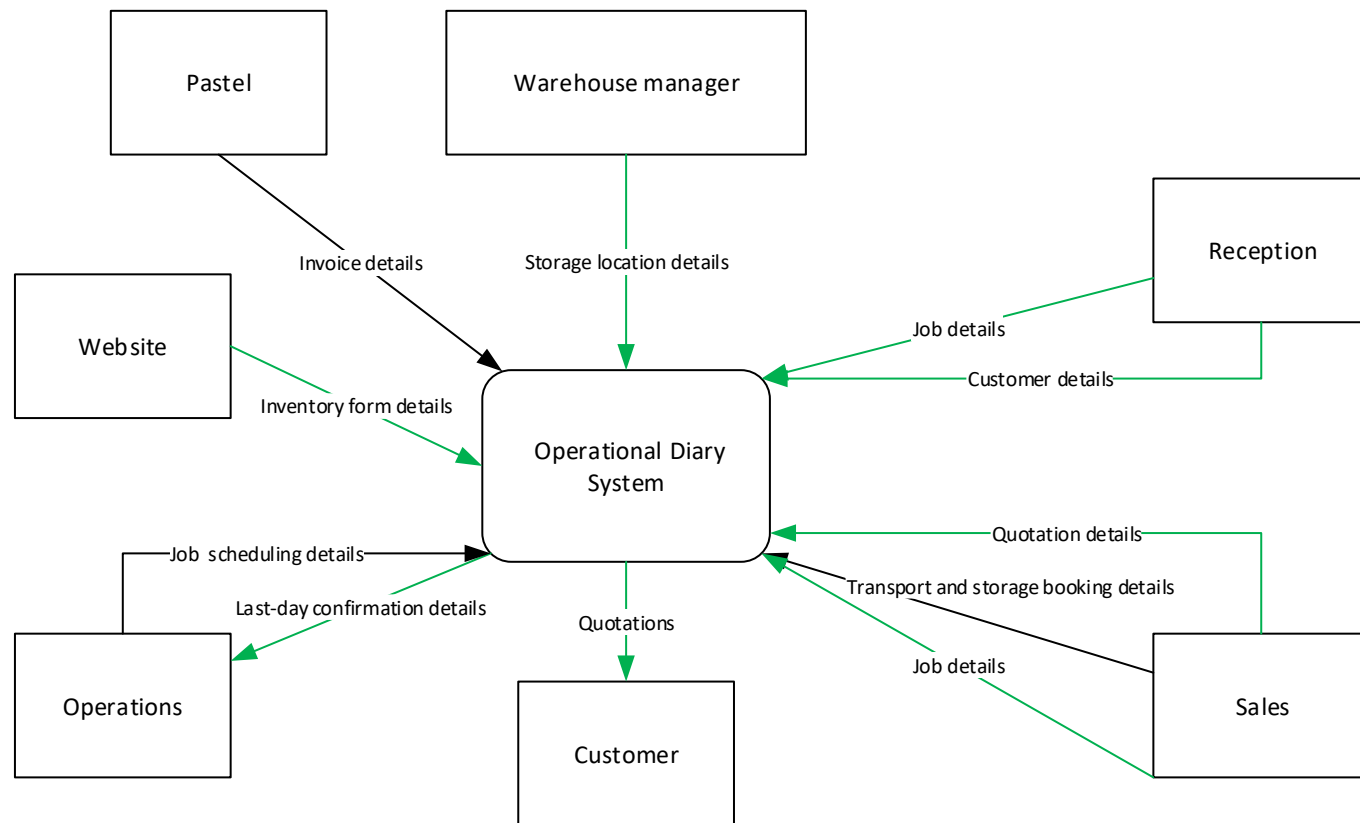 Pastel
Warehouse manager
Reception
Invoice details
Storage location details
Job details
Website
Customer details
Inventory form details
Operational Diary
System
Quotation details
Job scheduling details
Transport and storage booking details
Last-day confirmation details
Quotations
Job details
Operations
Sales
Customer